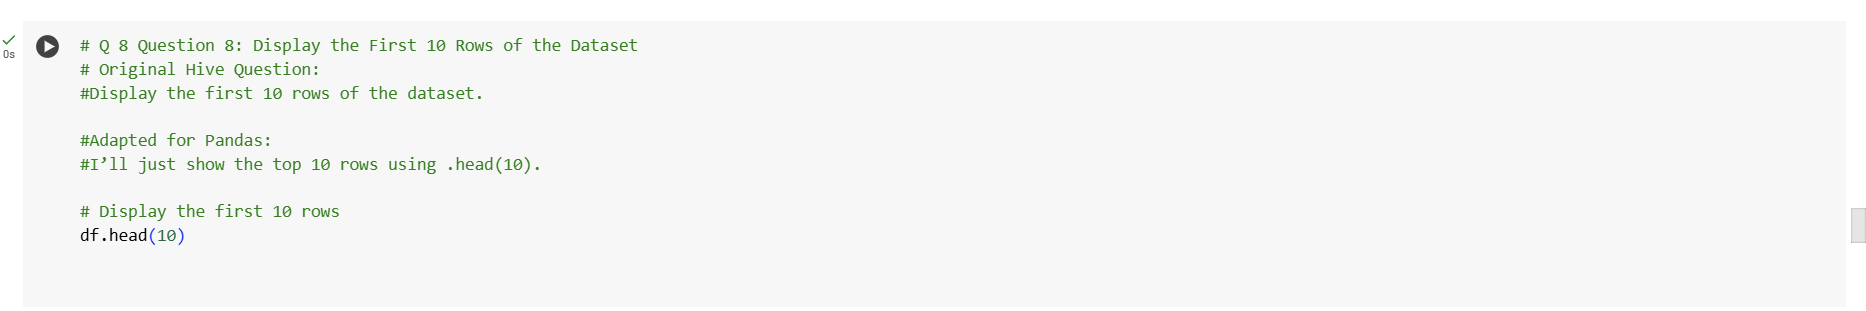 # Q 8 Question 8: Display the First 10 Rows of the Dataset
# Original Hive Question:
#Display the first 10 rows of the dataset.
#Adapted for Pandas:
#I’ll just show the top 10 rows using .head(10).
# Display the first 10 rows
df.head(10)
0s